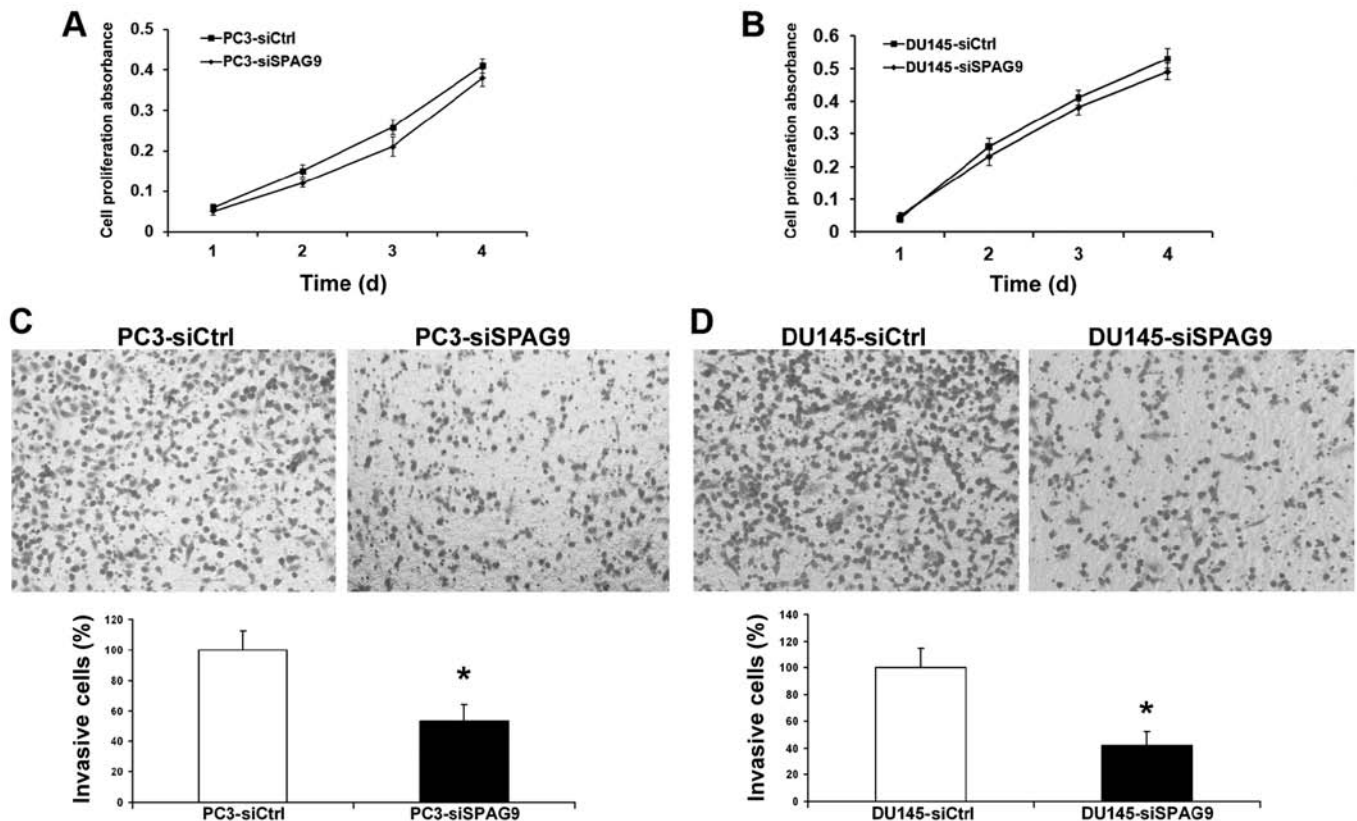 A
Cell proliferation absorbance
PC3-siCtrl
PC3-siSPAG9
0.5
0.4
0.3
0.2
0.1
0
1 2 3 4
Time (d)
B
Cell proliferation absorbance
DU145-siCtrl
DU145-siSPAG9
0.6
0.5
0.4
0.3
0.2
0.1
0
1 2 3 4
Time (d)
C
PC3-siCtrl PC3-siSPAG9
Invasive cells (%)
120
100
80
60
40
20
0
*
PC3-siCtrl PC3-siSPAG9
D
DU145-siCtrl DU145-siSPAG9
Invasive cells (%)
140
120
100
80
60
40
20
0
*
DU145-siCtrl DU145-siSPAG9